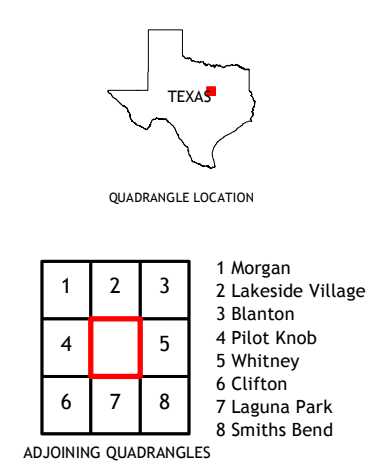 TEXAS
QUADRANGLE LOCATION
1 2 3
4 5
6 7 8
1 Morgan
2 Lakeside Village
3 Blanton
4 Pilot Knob
5 Whitney
6 Clifton
7 Laguna Park
8 Smiths Bend
ADJOINING QUADRANGLES